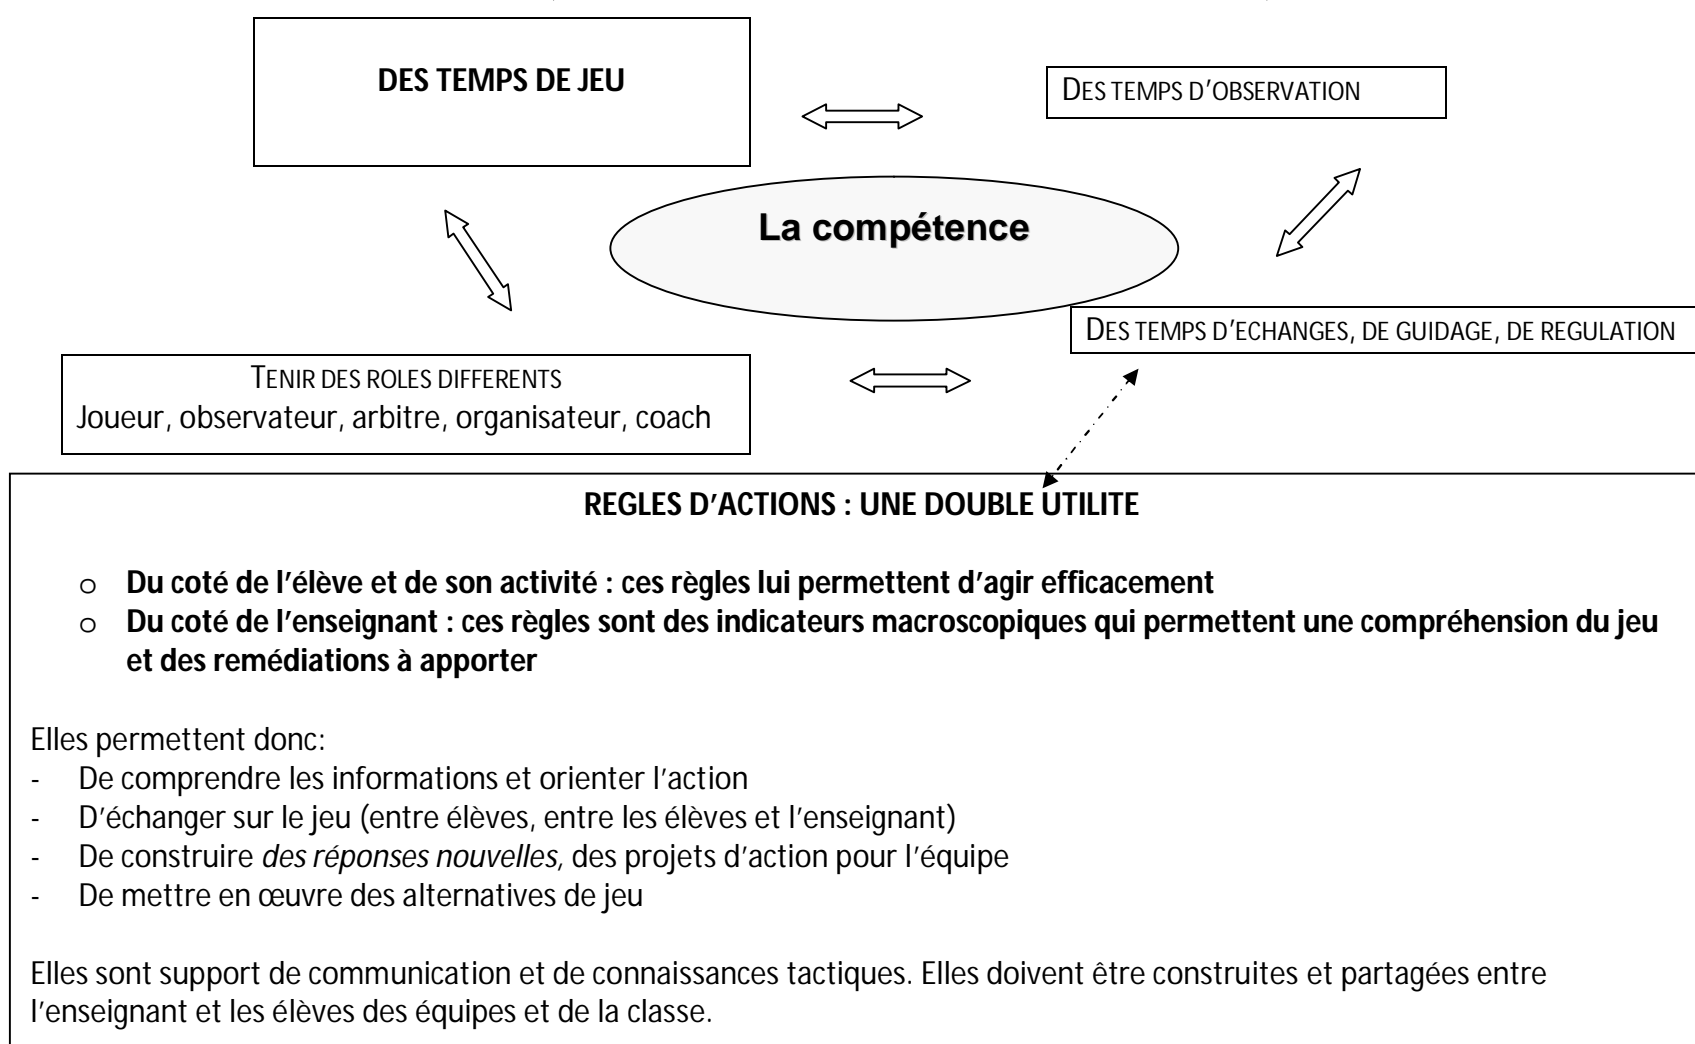 DES TEMPS DE JEU
DES TEMPS D'OBSERVATION
La compétence
DES TEMPS D'ECHANGES, DE GUIDAGE, DE REGULATION
TENIR DES ROLES DIFFERENTS
Joueur, observateur, arbitre, organisateur, coach
REGLES D'ACTIONS : UNE DOUBLE UTILITE
o Du coté de l'élève et de son activité : ces règles lui permettent d'agir efficacement
o Du coté de l'enseignant : ces règles sont des indicateurs macroscopiques qui permettent une compréhension du jeu
et des remédiations à apporter
Elles permettent donc:
- De comprendre les informations et orienter l'action
- D'échanger sur le jeu (entre élèves, entre les élèves et l'enseignant)
- De construire des réponses nouvelles, des projets d'action pour l'équipe
- De mettre en œuvre des alternatives de jeu
Elles sont support de communication et de connaissances tactiques. Elles doivent être construites et partagées entre
l'enseignant et les élèves des équipes et de la classe.